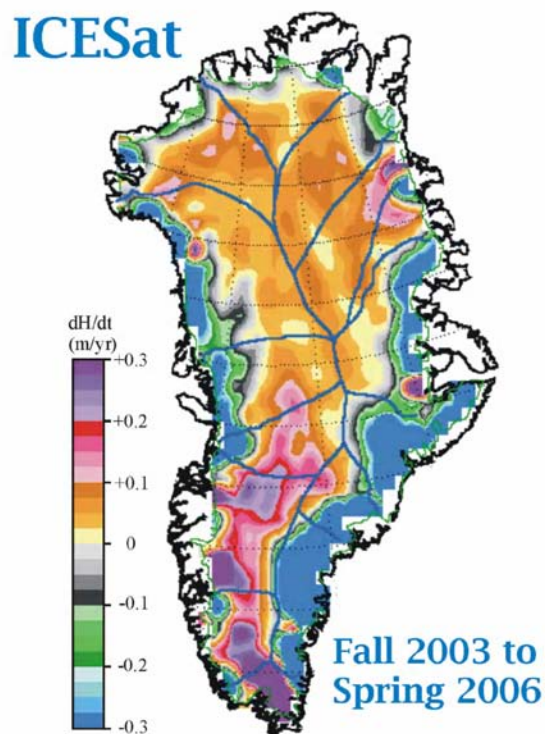 ICESat
dH/dt
(m/yr)
+0.3
+0.2
+0.1
0
-0.1
-0.2
-0.3
Fall 2003 to
Spring 2006